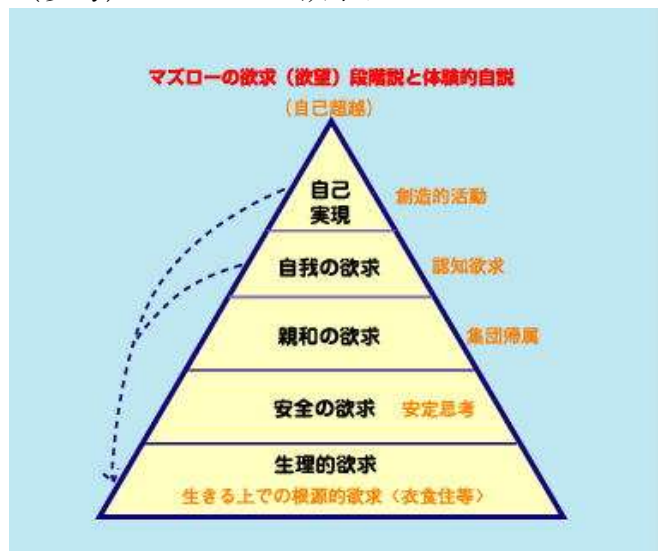 マズローの欲求（欲望）段階説と体験的自説
（自己超越）
自己
実現
創造的活動
自我の欲求
認知欲求
親和の欲求
集団帰属
安全の欲求
安定思考
生理的欲求
生きる上での根源的欲求（衣食住等）